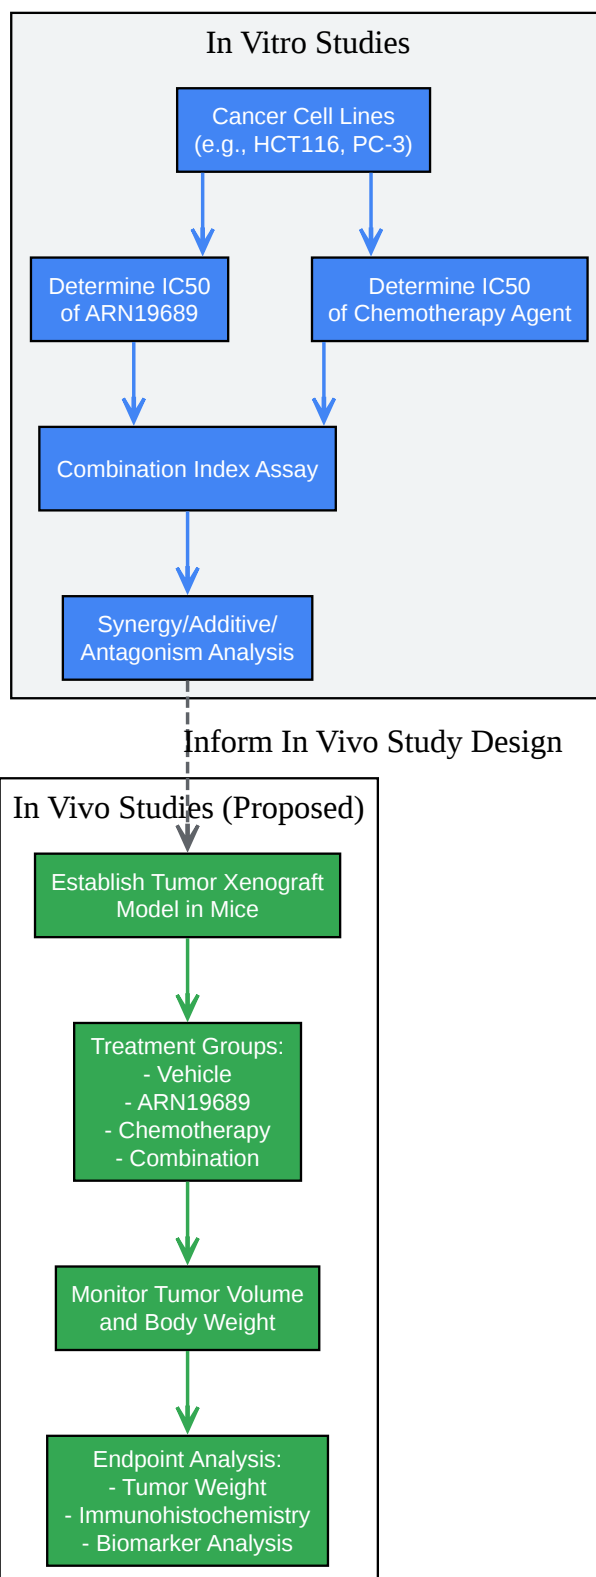 In Vitro Studies
Cancer Cell Lines
(e.g., HCT116, PC-3)
Determine IC50
of ARN19689
Determine IC50
of Chemotherapy Agent
Combination Index Assay
Synergy/Additive/
Antagonism Analysis
Inform In Vivo Study Design
In Vivo Studies (Proposed)
Establish Tumor Xenograft
Model in Mice
Treatment Groups:
- Vehicle
- ARN19689
- Chemotherapy
- Combination
Monitor Tumor Volume
and Body Weight
Endpoint Analysis:
- Tumor Weight
- Immunohistochemistry
- Biomarker Analysis